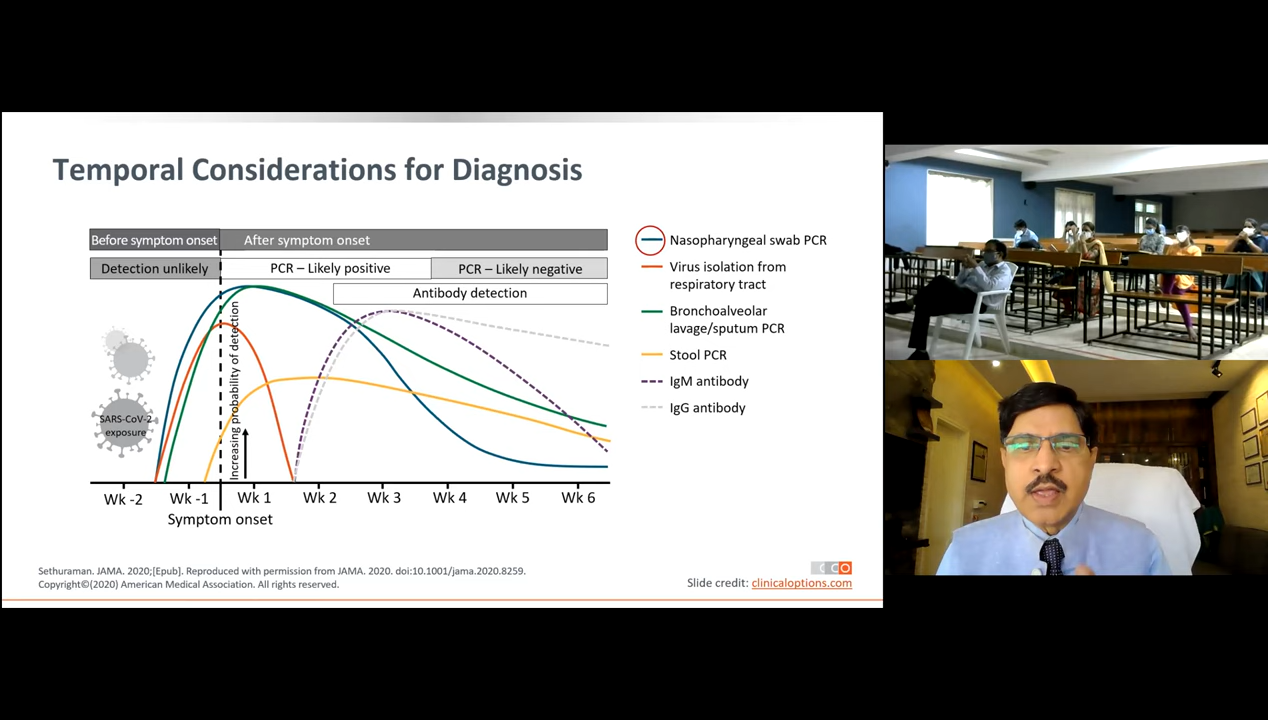 Temporal Considerations for Diagnosis
Before symptom onset
After symptom onset
Detection unlikely
PCR – Likely positive
PCR – Likely negative
Antibody detection
Increasing probability of detection
SARS-CoV-2
exposure
Wk -2
Wk -1
Wk 1
Wk 2
Wk 3
Wk 4
Wk 5
Wk 6
Symptom onset
Nasopharyngeal swab PCR
Virus isolation from
respiratory tract
Bronchoalveolar
lavage/sputum PCR
Stool PCR
IgM antibody
IgG antibody
Sethuraman. JAMA. 2020;[Epub]. Reproduced with permission from JAMA. 2020. doi:10.1001/jama.2020.8259.
Copyright©(2020) American Medical Association. All rights reserved.
CCO
Slide credit: clinicaloptions.com